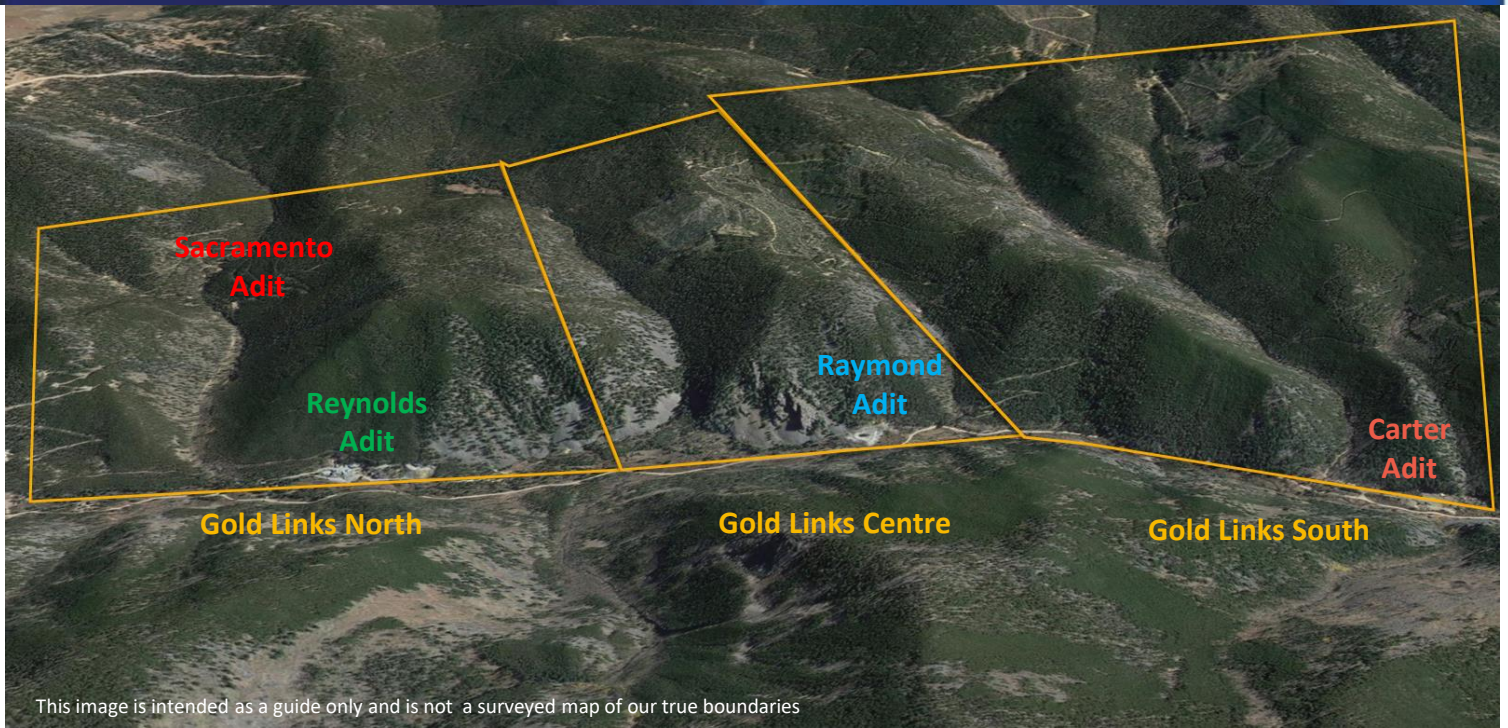 Sacramento
Adit
Reynolds
Adit
Raymond
Adit
Carter
Adit
Gold Links North
Gold Links Centre
Gold Links South
This image is intended as a guide only and is not a surveyed map of our true boundaries